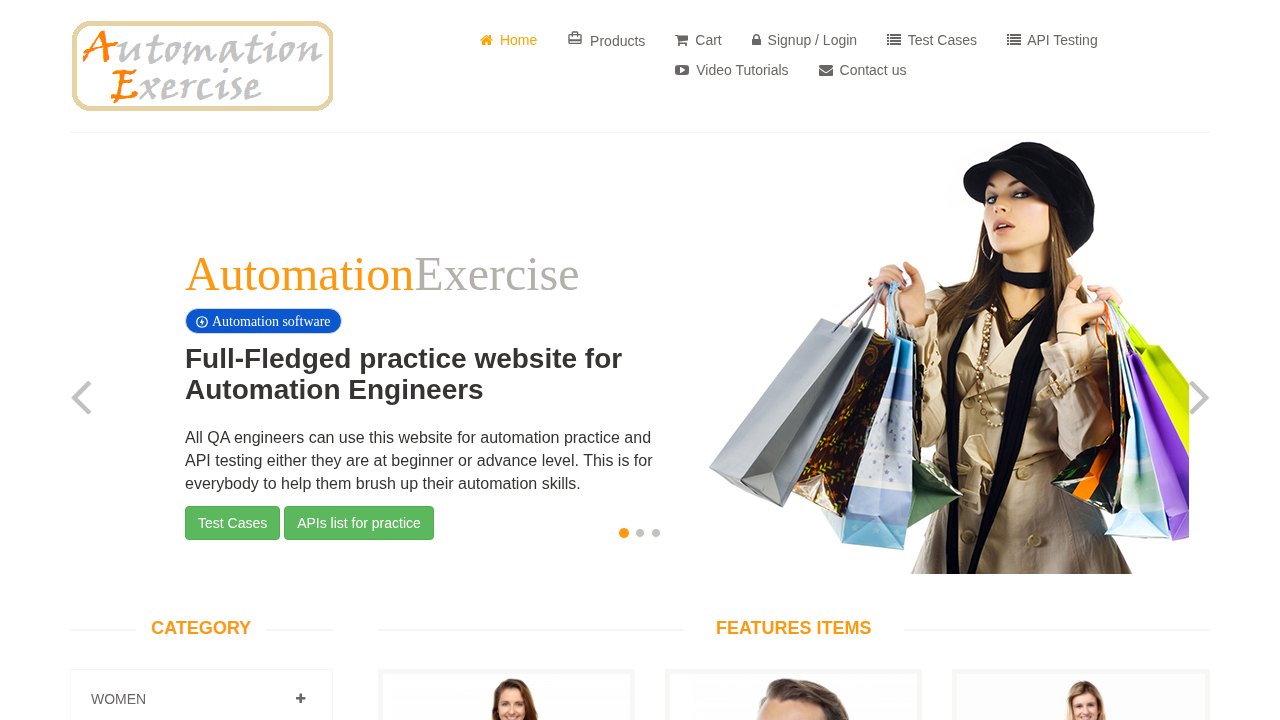 Automation
Exercise
Home
Products
Cart
Signup / Login
Test Cases
API Testing
Video Tutorials
Contact us
AutomationExercise
Automation software
Full-Fledged practice website for
Automation Engineers
All QA engineers can use this website for automation practice and
API testing either they are at beginner or advance level. This is for
everybody to help them brush up their automation skills.
Test Cases
APIs list for practice
CATEGORY
FEATURES ITEMS
WOMEN